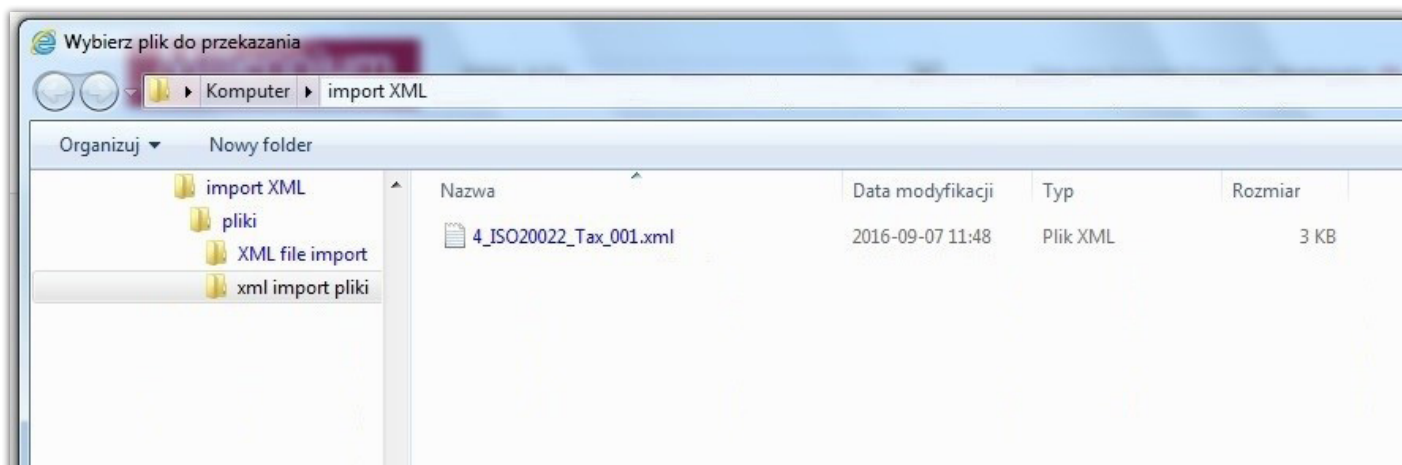 Wybierz plik do przekazania
Komputer import XML
Organizuj Nowy folder
import XML
pliki
XML file import
xml import pliki
Nazwa Data modyfikacji Typ Rozmiar
4_ISO20022_Tax_001.xml 2016-09-07 11:48 Plik XML 3 KB